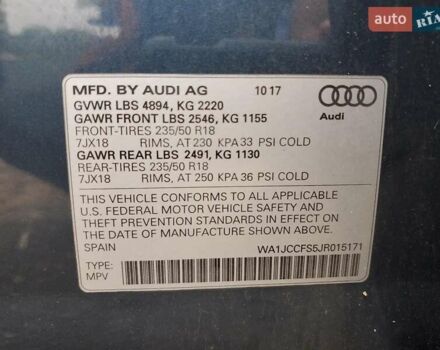 auto RIA
MFD. BY AUDI AG 10 17
GVWR LBS 4894, KG 2220
GAWR FRONT LBS 2546, KG 1155
FRONT-TIRES 235/50 R18
7JX18 RIMS, AT 230 KPA 33 PSI COLD
GAWR REAR LBS 2491, KG 1130
REAR-TIRES 235/50 R18
7JX18 RIMS, AT 250 KPA 36 PSI COLD
Audi
THIS VEHICLE CONFORMS TO ALL APPLICABLE
U.S. FEDERAL MOTOR VEHICLE SAFETY AND
THEFT PREVENTION STANDARDS IN EFFECT ON
THE DATE OF MANUFACTURE SHOWN ABOVE.
SPAIN WA1JCCFS5JR015171
TYPE:
MPV